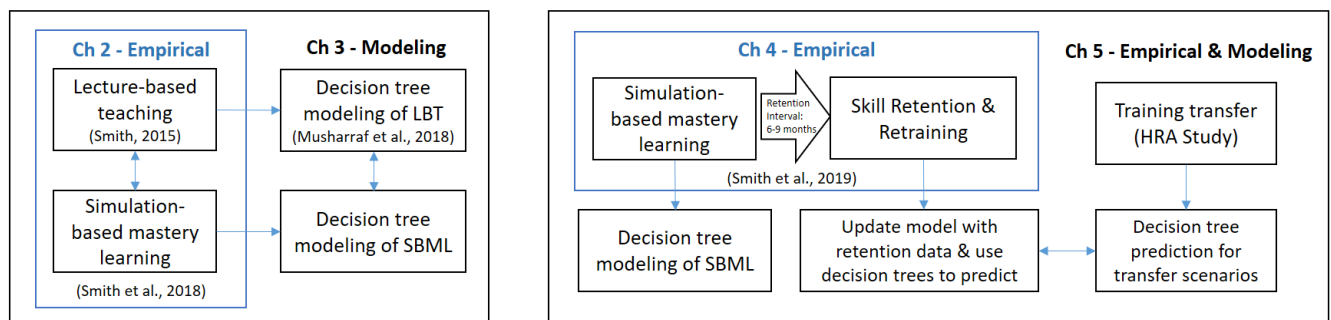 Ch 2 - Empirical
Lecture-based
teaching
(Smith, 2015)
Simulation-
based mastery
learning
(Smith et al., 2018)
Ch 3 - Modeling
Decision tree
modeling of LBT
(Musharraf et al., 2018)
Decision tree
modeling of SBML
Ch 4 - Empirical
Simulation-
based mastery
learning
Retention
Interval:
6-9 months
Skill Retention &
Retraining
(Smith et al., 2019)
Decision tree
modeling of SBML
Update model with
retention data & use
decision trees to predict
Ch 5 - Empirical & Modeling
Training transfer
(HRA Study)
Decision tree
prediction for
transfer scenarios